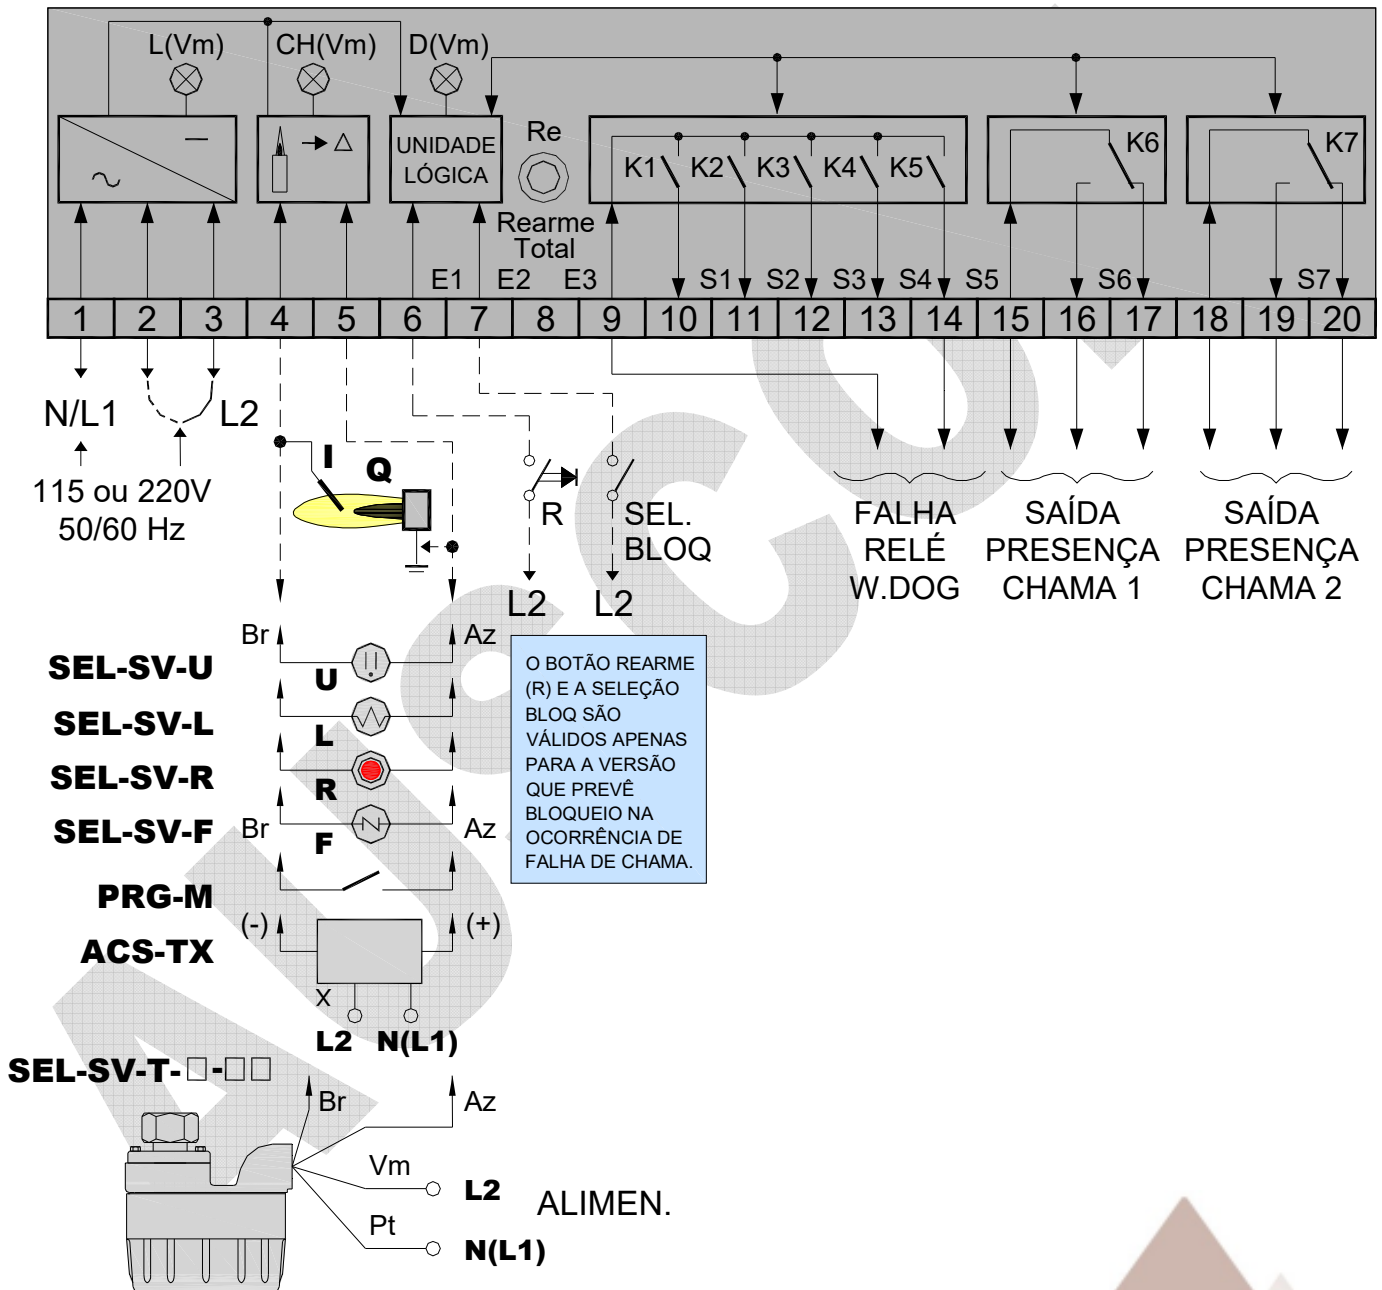 L(Vm) CH(Vm) D(Vm)
UNIDADE
LÓGICA
Re
Rearme
Total
K1 K2 K3 K4 K5
K6
K7
E1 E2 E3 S1 S2 S3 S4 S5 S6 S7
1 2 3 4 5 6 7 8 9 10 11 12 13 14 15 16 17 18 19 20
N/L1 L2
115 ou 220V
50/60 Hz
I
Q
R
SEL.
BLOQ
L2 L2
FALHA
RELÉ
W.DOG
SAÍDA
PRESENÇA
CHAMA 1
SAÍDA
PRESENÇA
CHAMA 2
Br Az
SEL-SV-U U
SEL-SV-L L
SEL-SV-R R
SEL-SV-F Br F Az
PRG-M
ACS-TX (-) (+)
X
L2 N(L1)
O BOTÃO REARME
(R) E A SELEÇÃO
BLOQ SÃO
VÁLIDOS APENAS
PARA A VERSÃO
QUE PREVÊ
BLOQUEIO NA
OCORRÊNCIA DE
FALHA DE CHAMA.
SEL-SV-T-□-□□
Br Az
Vm L2
ALIMEN.
Pt N(L1)
AUSCO